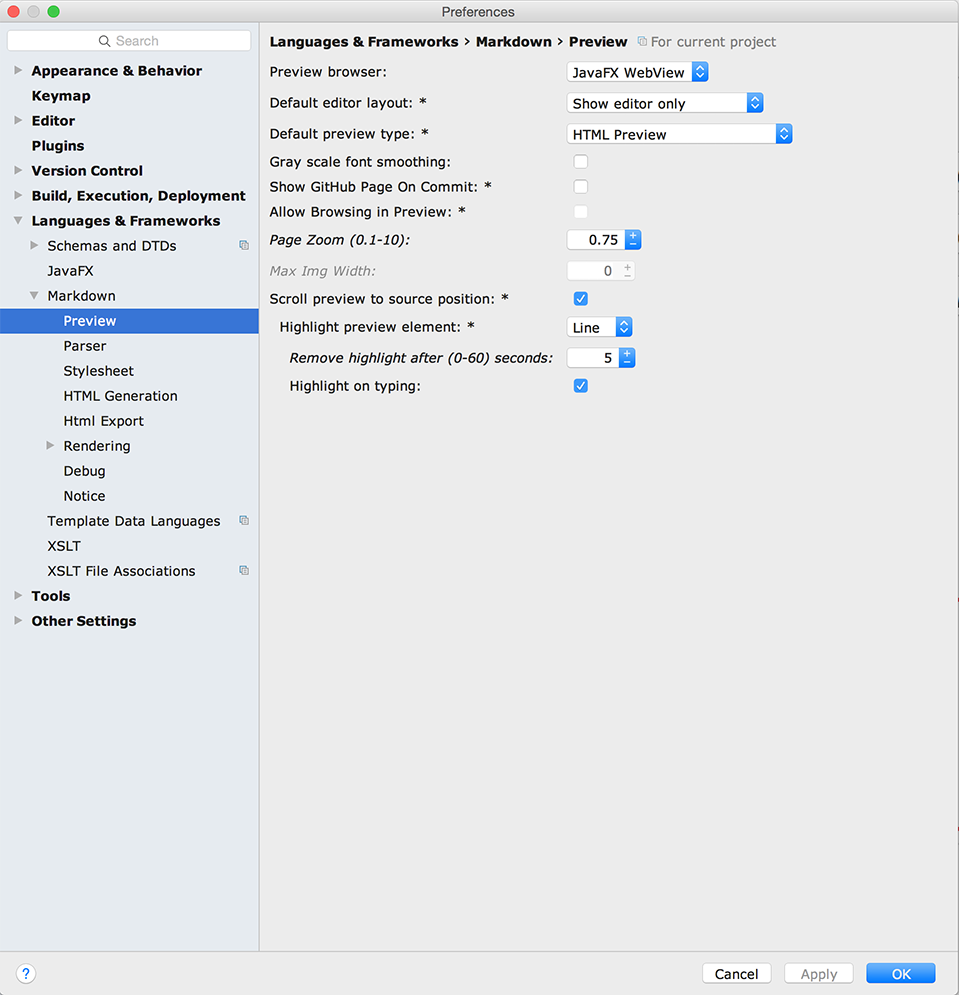 Preferences
Search
Appearance & Behavior
Keymap
Editor
Plugins
Version Control
Build, Execution, Deployment
Languages & Frameworks
Schemas and DTDs
JavaFX
Markdown
Preview
Parser
Stylesheet
HTML Generation
Html Export
Rendering
Debug
Notice
Template Data Languages
XSLT
XSLT File Associations
Tools
Other Settings
Languages & Frameworks › Markdown › Preview For current project
Preview browser: JavaFX WebView
Default editor layout: * Show editor only
Default preview type: * HTML Preview
Gray scale font smoothing:
Show GitHub Page On Commit: *
Allow Browsing in Preview: *
Page Zoom (0.1-10): 0.75
Max Img Width: 0
Scroll preview to source position: *
Highlight preview element: * Line
Remove highlight after (0-60) seconds: 5
Highlight on typing:
? Cancel Apply OK